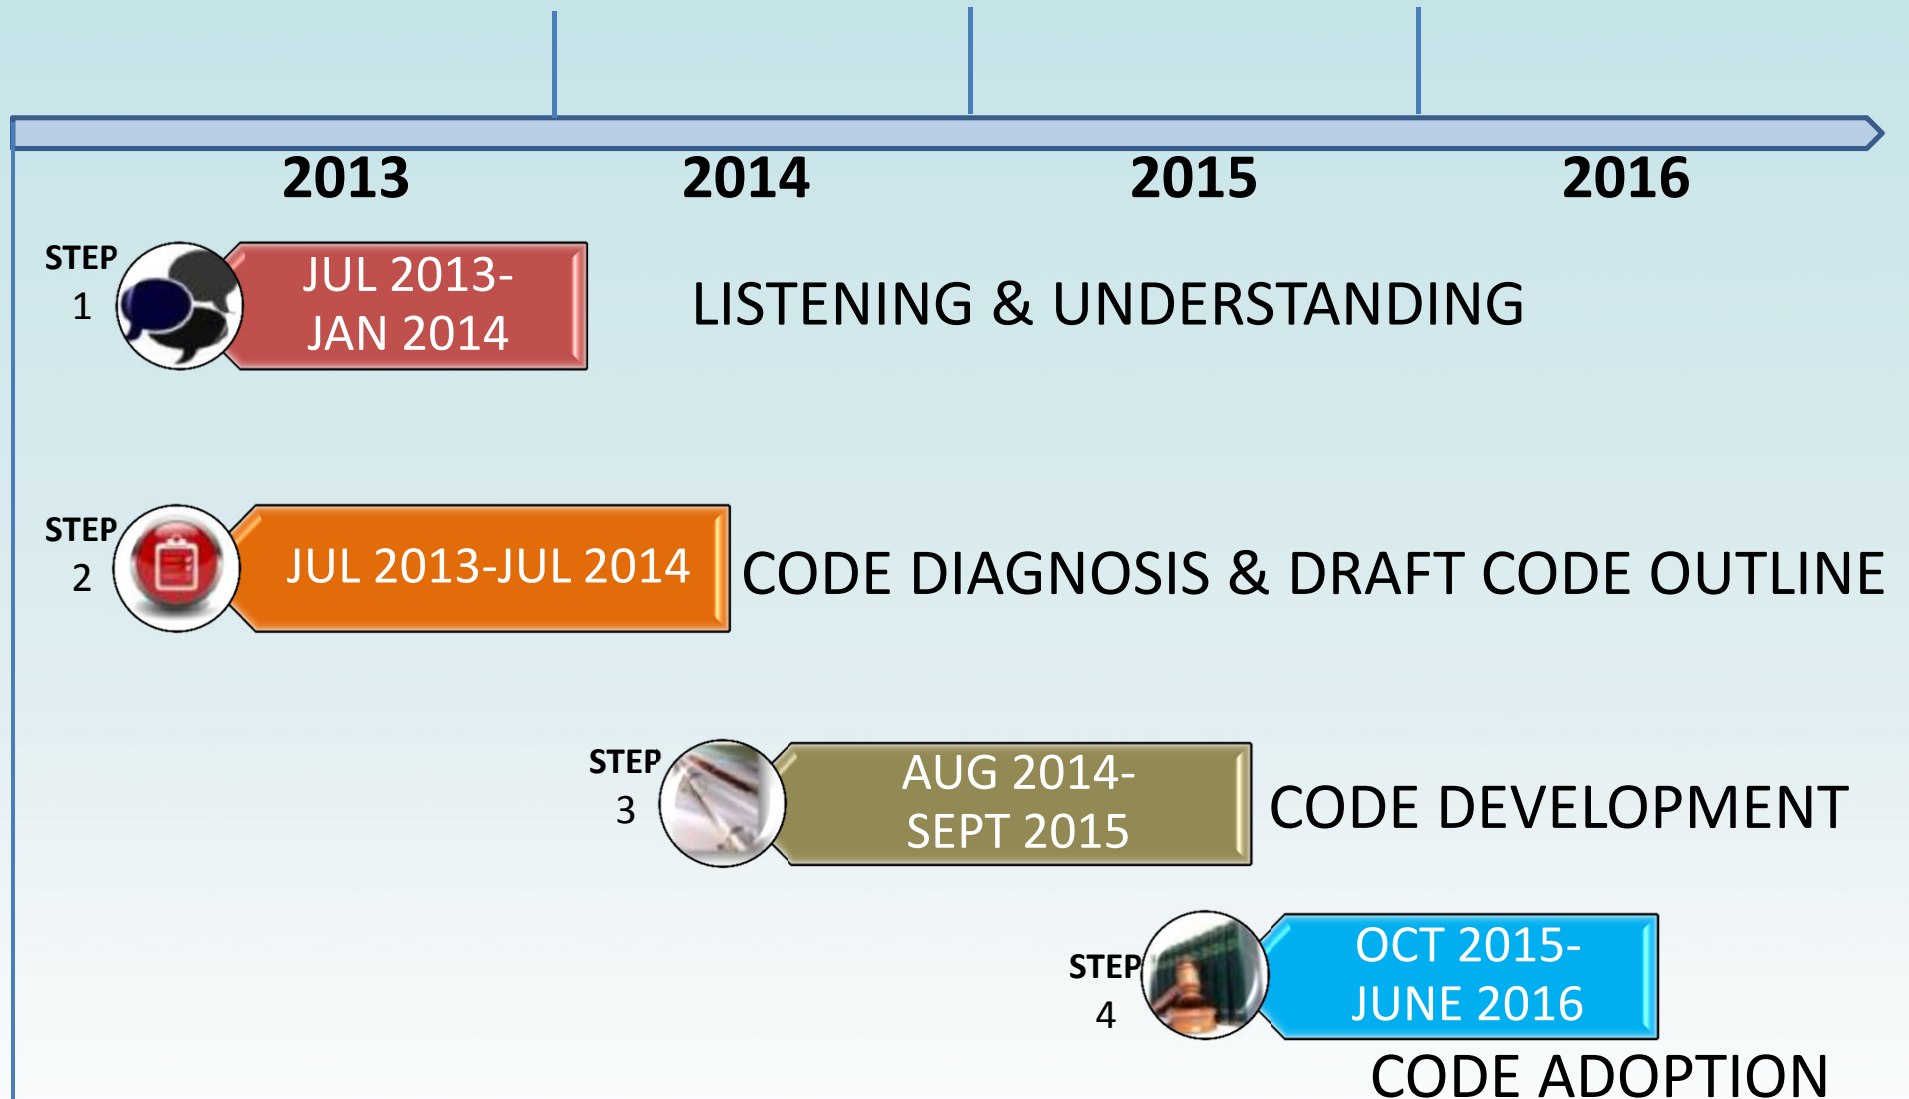 2013 2014 2015 2016
STEP
1
JUL 2013-
JAN 2014
LISTENING & UNDERSTANDING
STEP
2
JUL 2013-JUL 2014
CODE DIAGNOSIS & DRAFT CODE OUTLINE
STEP
3
AUG 2014-
SEPT 2015
CODE DEVELOPMENT
STEP
4
OCT 2015-
JUNE 2016
CODE ADOPTION